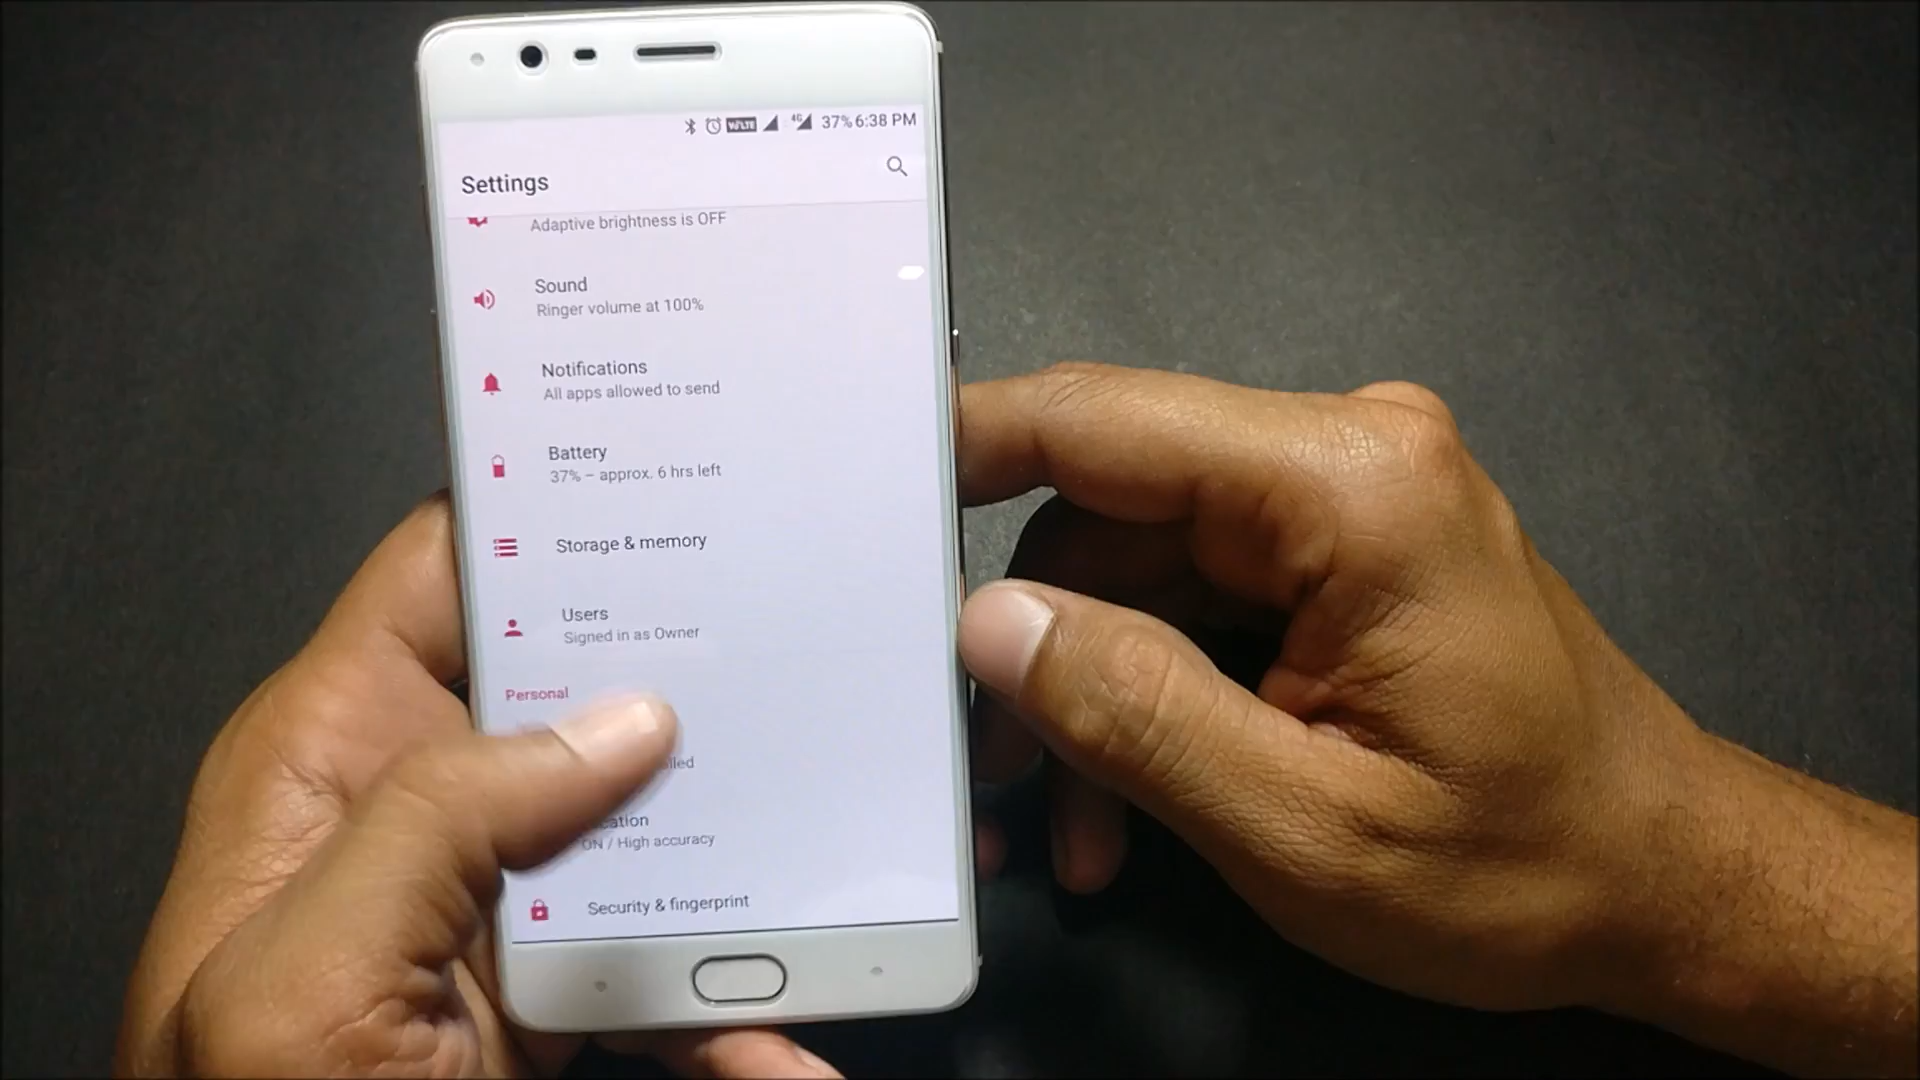 VoLTE 4G 37% 6:38 PM
Settings
Adaptive brightness is OFF
Sound
Ringer volume at 100%
Notifications
All apps allowed to send
Battery
37% – approx. 6 hrs left
Storage & memory
Users
Signed in as Owner
Personal
ON / High accuracy
Security & fingerprint